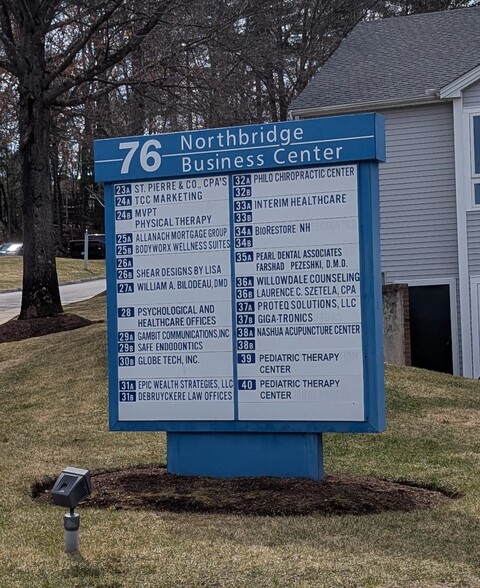 76
Northbridge
Business Center
23A ST. PIERRE & CO., CPA'S
24A TCC MARKETING
24B MVPT
PHYSICAL THERAPY
25A ALLANACH MORTGAGE GROUP
25B BODYWORX WELLNESS SUITES
26A
26B SHEAR DESIGNS BY LISA
27A WILLIAM A. BILODEAU, DMD
28 PSYCHOLOGICAL AND
HEALTHCARE OFFICES
29A GAMBIT COMMUNICATIONS,INC
29B SAFE ENDODONTICS
30B GLOBE TECH, INC.
31A EPIC WEALTH STRATEGIES, LLC
31B DEBRUYCKERE LAW OFFICES
32A PHILO CHIROPRACTIC CENTER
32B
33A INTERIM HEALTHCARE
33B
34A BIORESTORE NH
34B
35A PEARL DENTAL ASSOCIATES
FARSHAD PEZESHKI, D.M.D.
36A WILLOWDALE COUNSELING
36B LAURENCE C. SZETELA, CPA
37A PROTEQ SOLUTIONS, LLC
37B GIGA-TRONICS
38A NASHUA ACUPUNCTURE CENTER
38B
39 PEDIATRIC THERAPY
CENTER
40 PEDIATRIC THERAPY
CENTER